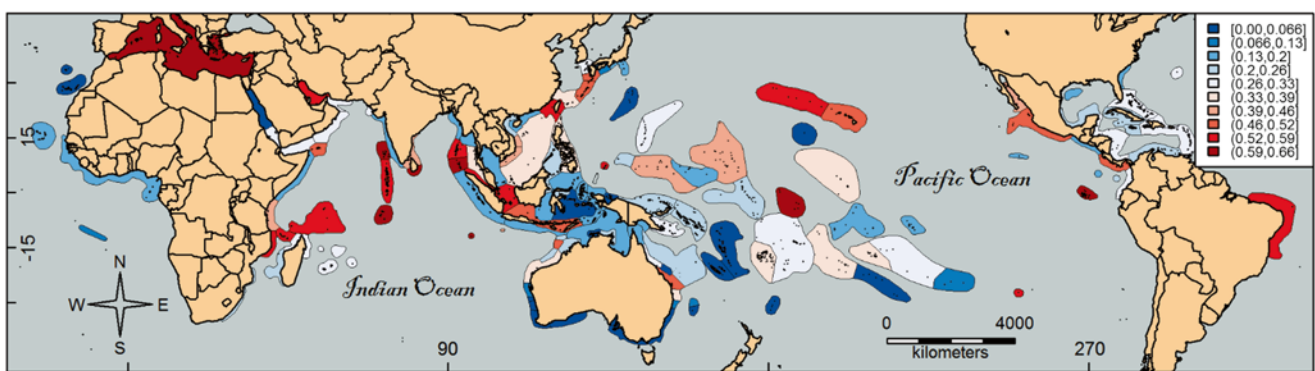 [0.00,0.066]
(0.066,0.13]
(0.13,0.2]
(0.2,0.26]
(0.26,0.33]
(0.33,0.39]
(0.39,0.46]
(0.46,0.52]
(0.52,0.59]
(0.59,0.66]
15
-15
Pacific Ocean
Indian Ocean
N
W E
S
0 4000
kilometers
90
270